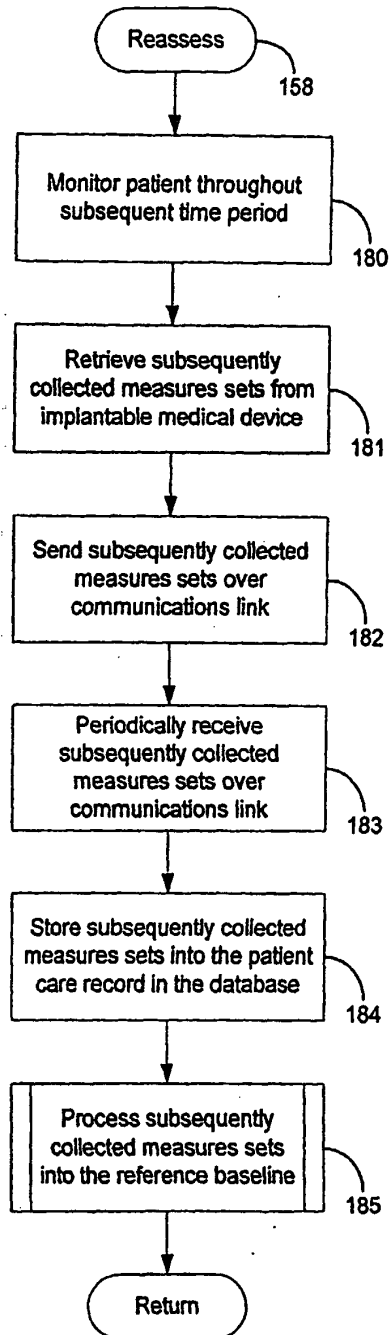 Reassess
158
Monitor patient throughout
subsequent time period
180
Retrieve subsequently
collected measures sets from
implantable medical device
181
Send subsequently collected
measures sets over
communications link
182
Periodically receive
subsequently collected
measures sets over
communications link
183
Store subsequently collected
measures sets into the patient
care record in the database
184
Process subsequently
collected measures sets
into the reference baseline
185
Return